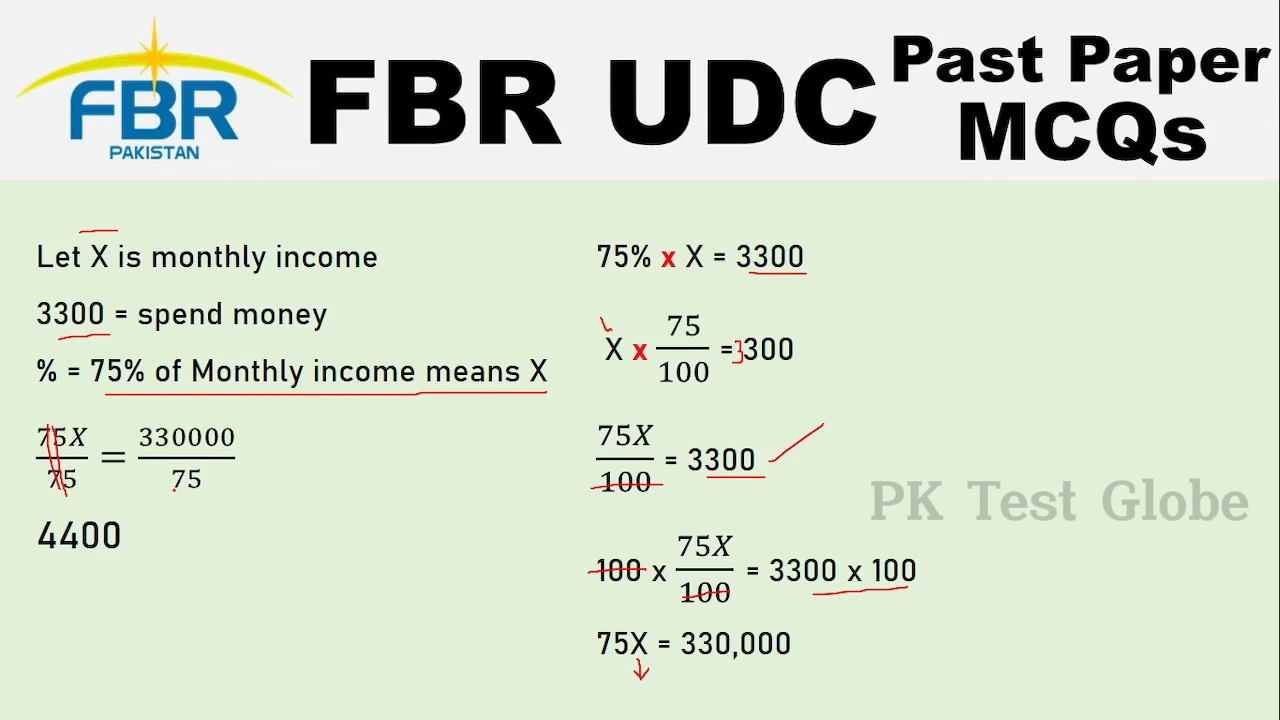 FBR
PAKISTAN
FBR UDC
Past Paper
MCQs
Let X is monthly income
3300 = spend money
% = 75% of Monthly income means X
75X/75 = 330000/75
4400
75% x X = 3300
X x 75/100 = 3300
75X/100 = 3300
100 x 75X/100 = 3300 x 100
75X = 330,000
PK Test Globe